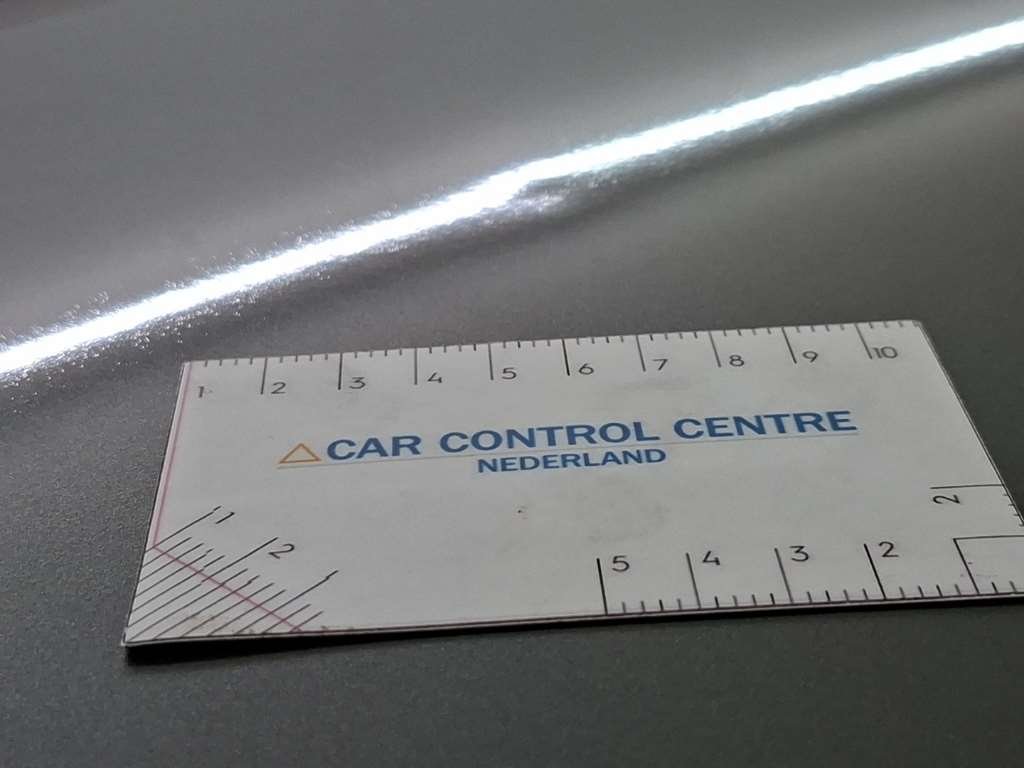 1 2 3 4 5 6 7 8 9 10
CAR CONTROL CENTRE
NEDERLAND
1 2
2
5 4 3 2